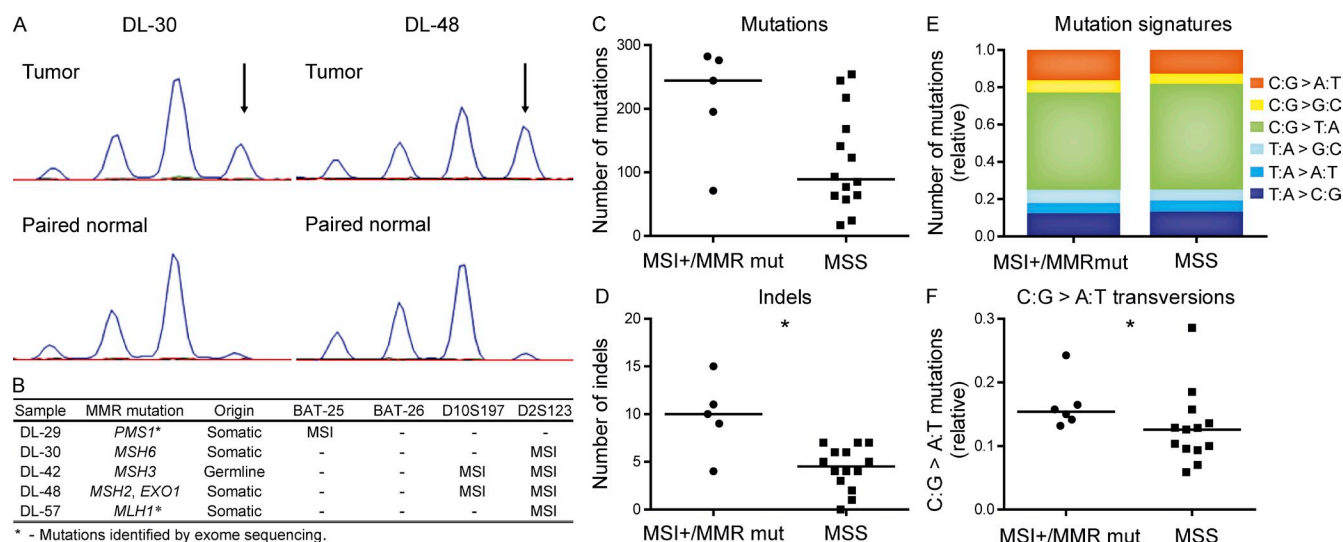 A
DL-30
DL-48
Tumor
Tumor
Paired normal
Paired normal
B
Sample MMR mutation Origin BAT-25 BAT-26 D10S197 D2S123
DL-29 PMS1* Somatic MSI - - -
DL-30 MSH6 Somatic - - - MSI
DL-42 MSH3 Germline - - MSI MSI
DL-48 MSH2, EXO1 Somatic - - MSI MSI
DL-57 MLH1* Somatic - - - MSI
* - Mutations identified by exome sequencing.
C
Mutations
Number of mutations
300
200
100
0
MSI+/MMR mut
MSS
D
Indels
Number of indels
20
15
10
5
0
*
MSI+/MMR mut
MSS
E
Mutation signatures
Number of mutations
(relative)
1.0
0.8
0.6
0.4
0.2
0.0
MSI+/MMRmut
MSS
C:G > A:T
C:G > G:C
C:G > T:A
T:A > G:C
T:A > A:T
T:A > C:G
F
C:G > A:T transversions
C:G > A:T mutations
(relative)
0.3
0.2
0.1
0.0
*
MSI+/MMR mut
MSS